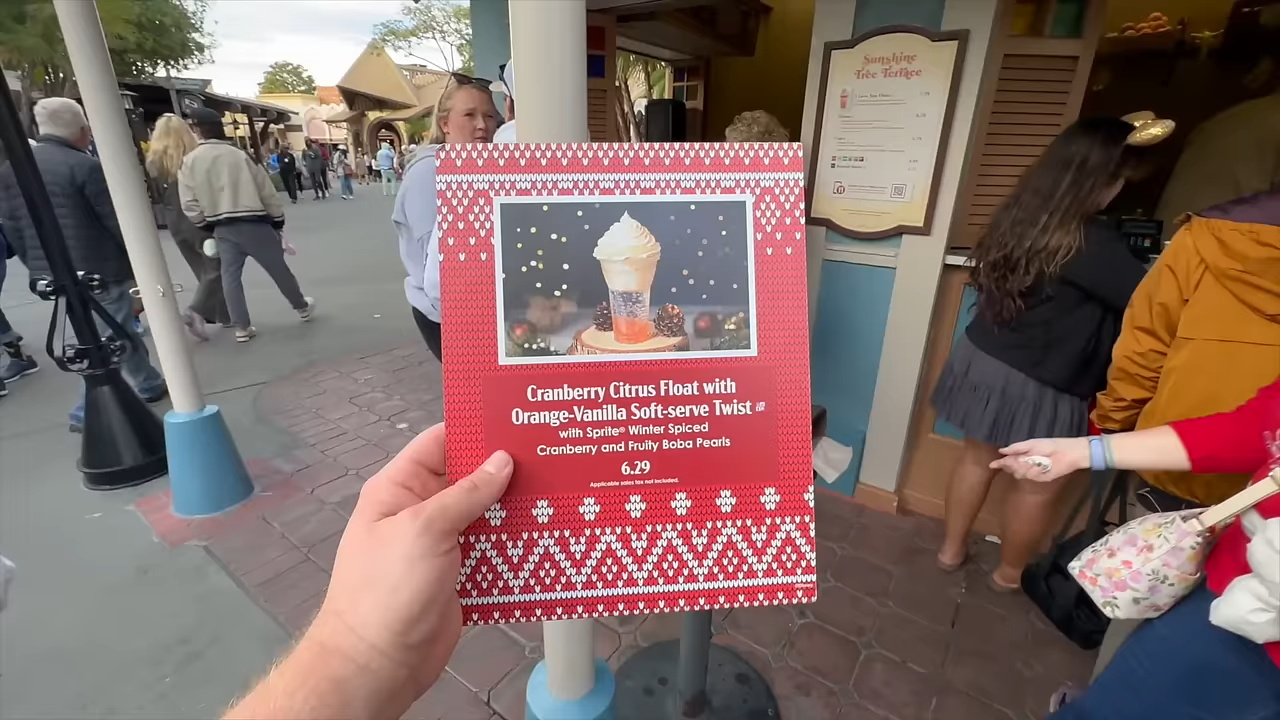 Sunshine
Tree Terrace
Cranberry Citrus Float with
Orange-Vanilla Soft-serve Twist
with Sprite® Winter Spiced
Cranberry and Fruity Boba Pearls
6.29
Applicable sales tax not included.